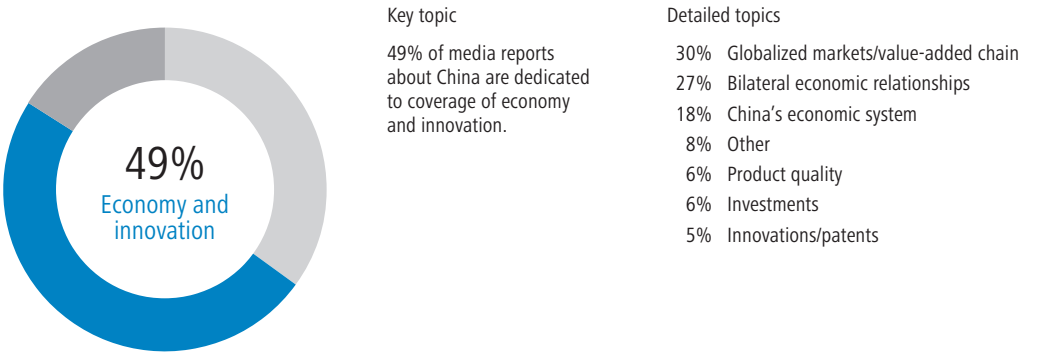 49%
Economy and
innovation
Key topic
49% of media reports
about China are dedicated
to coverage of economy
and innovation.
Detailed topics
30% Globalized markets/value-added chain
27% Bilateral economic relationships
18% China's economic system
8% Other
6% Product quality
6% Investments
5% Innovations/patents